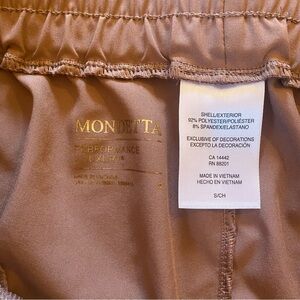 MONDETTA
PERFORMANCE
SHELL/EXTERIOR
92% POLYESTER/POLIÉSTER
8% SPANDEX/ELASTANO
EXCLUSIVE OF DECORATIONS
EXCEPTO LA DECORACIÓN
CA 14442
RN 88201
MADE IN VIETNAM
HECHO EN VIETNAM
S/CH